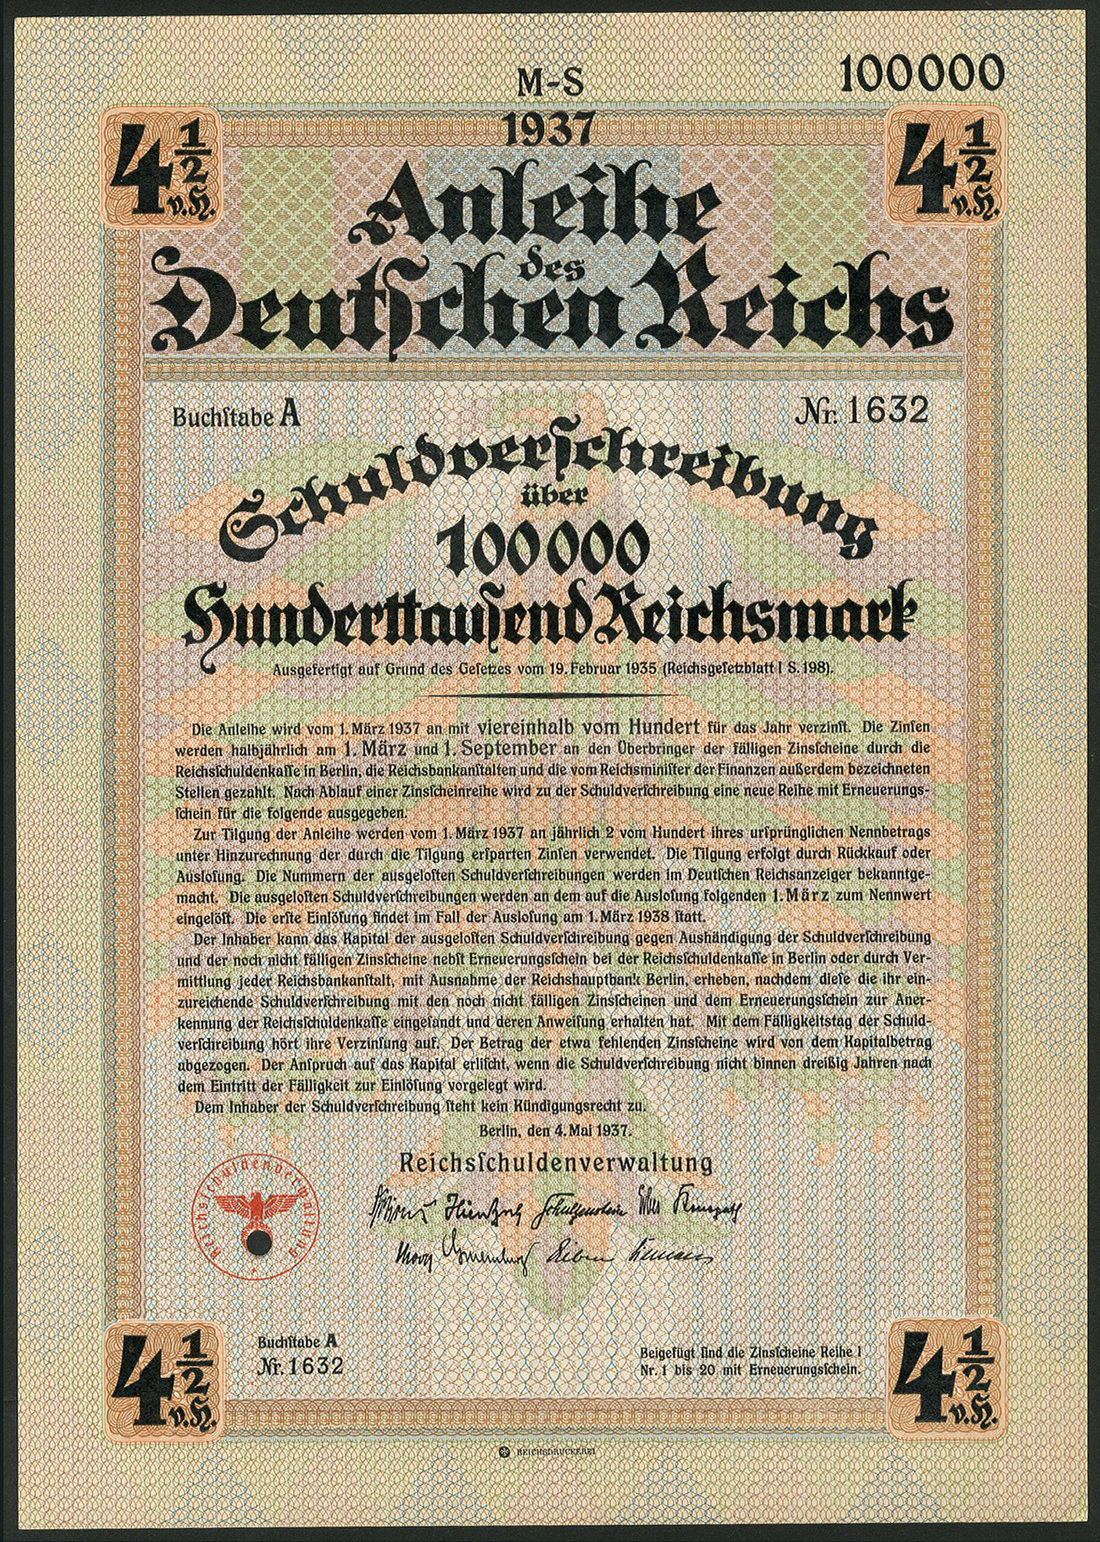 M-S
100000
4 1/2 v.H.
4 1/2 v.H.
1937
Anleihe
des
Deutſchen Reichs
Buchſtabe A
Nr. 1632
Schuldverſchreibung
über
100000
Hunderttauſend Reichsmark
Ausgefertigt auf Grund des Geſetzes vom 19. Februar 1935 (Reichsgeſetzblatt I S. 198).
Die Anleihe wird vom 1. März 1937 an mit viereinhalb vom Hundert für das Jahr verzinſt. Die Zinſen
werden halbjährlich am 1. März und 1. September an den Überbringer der fälligen Zinsſcheine durch die
Reichsſchuldenkaſſe in Berlin, die Reichsbankanſtalten und die vom Reichsminiſter der Finanzen außerdem bezeichneten
Stellen gezahlt. Nach Ablauf einer Zinsſcheinreihe wird zu der Schuldverſchreibung eine neue Reihe mit Erneuerungs-
ſchein für die folgende ausgegeben.
Zur Tilgung der Anleihe werden vom 1. März 1937 an jährlich 2 vom Hundert ihres urſprünglichen Nennbetrags
unter Hinzurechnung der durch die Tilgung erſparten Zinſen verwendet. Die Tilgung erfolgt durch Rückkauf oder
Ausloſung. Die Nummern der ausgeloſten Schuldverſchreibungen werden im Deutſchen Reichsanzeiger bekanntge-
macht. Die ausgeloſten Schuldverſchreibungen werden an dem auf die Ausloſung folgenden 1. März zum Nennwert
eingelöſt. Die erſte Einlöſung findet im Fall der Ausloſung am 1. März 1938 ſtatt.
Der Inhaber kann das Kapital der ausgeloſten Schuldverſchreibung gegen Aushändigung der Schuldverſchreibung
und der noch nicht fälligen Zinsſcheine nebſt Erneuerungsſchein bei der Reichsſchuldenkaſſe in Berlin oder durch Ver-
mittlung jeder Reichsbankanſtalt, mit Ausnahme der Reichshauptbank Berlin, erheben, nachdem dieſe die ihr ein-
zureichende Schuldverſchreibung mit den noch nicht fälligen Zinsſcheinen und dem Erneuerungsſchein zur Aner-
kennung der Reichsſchuldenkaſſe eingeſandt und deren Anweiſung erhalten hat. Mit dem Fälligkeitstag der Schuld-
verſchreibung hört ihre Verzinſung auf. Der Betrag der etwa fehlenden Zinsſcheine wird von dem Kapitalbetrag
abgezogen. Der Anſpruch auf das Kapital erliſcht, wenn die Schuldverſchreibung nicht binnen dreißig Jahren nach
dem Eintritt der Fälligkeit zur Einlöſung vorgelegt wird.
Dem Inhaber der Schuldverſchreibung ſteht kein Kündigungsrecht zu.
Berlin, den 4. Mai 1937.
Reichsſchuldenverwaltung
Reichsſchuldenverwaltung
Buchſtabe A
Nr. 1632
Beigefügt ſind die Zinsſcheine Reihe I
Nr. 1 bis 20 mit Erneuerungsſchein.
4 1/2 v.H.
4 1/2 v.H.
REICHSDRUCKEREI